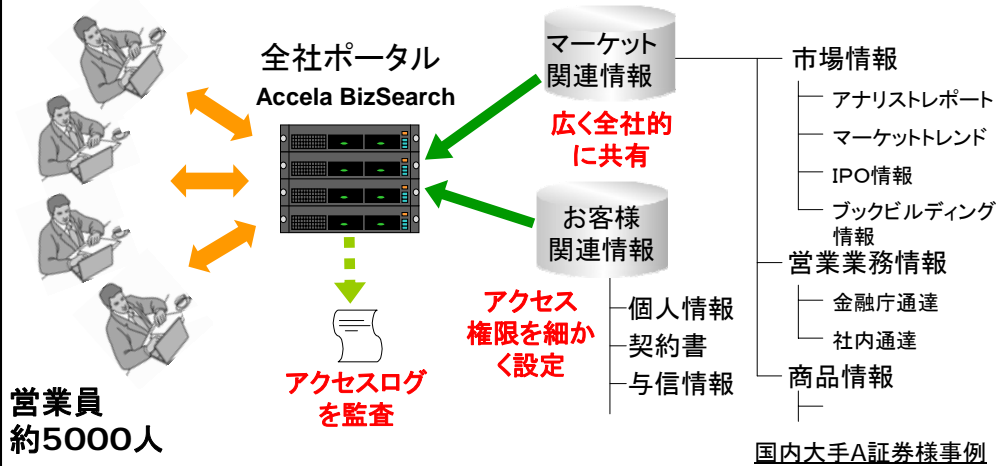 全社ポータル
Accela BizSearch
マーケット
関連情報
広く全社的
に共有
お客様
関連情報
アクセス
権限を細か
く設定
個人情報
契約書
与信情報
アクセスログ
を監査
営業員
約5000人
市場情報
アナリストレポート
マーケットトレンド
IPO情報
ブックビルディング
情報
営業業務情報
金融庁通達
社内通達
商品情報
国内大手A証券様事例